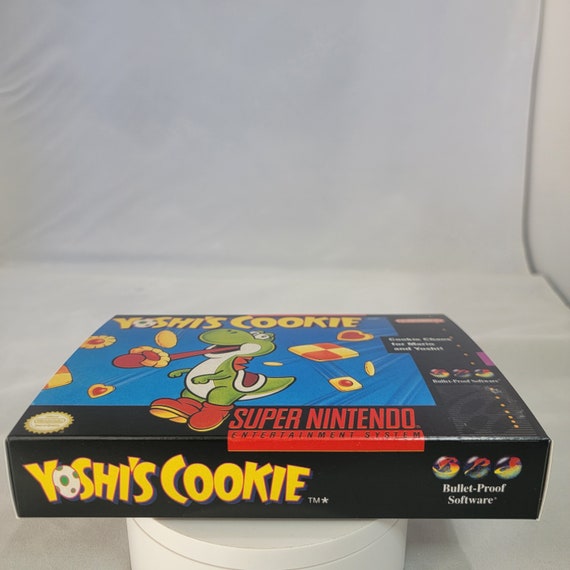 YOSHI'S COOKIE
Cookie Chaos
for Mario
and Yoshi!
Bullet-Proof Software
SUPER NINTENDO
ENTERTAINMENT SYSTEM
YOSHI'S COOKIE TM*
Bullet-Proof
Software